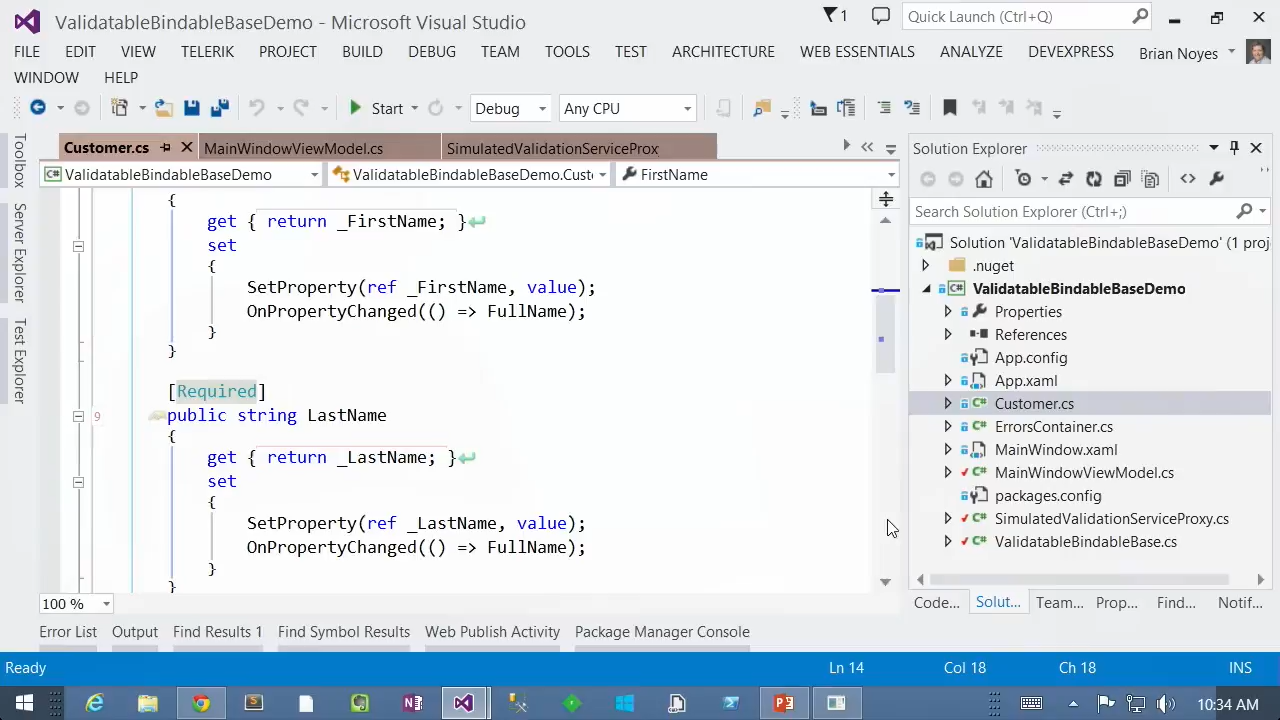 ValidatableBindableBaseDemo - Microsoft Visual Studio
1
Quick Launch (Ctrl+Q)
FILE EDIT VIEW TELERIK PROJECT BUILD DEBUG TEAM TOOLS TEST ARCHITECTURE WEB ESSENTIALS ANALYZE DEVEXPRESS Brian Noyes
WINDOW HELP
Start Debug Any CPU
Toolbox
Server Explorer
Test Explorer
Customer.cs MainWindowViewModel.cs SimulatedValidationServiceProx
ValidatableBindableBaseDemo ValidatableBindableBaseDemo.Cust FirstName
{
get { return _FirstName; }
set
{
SetProperty(ref _FirstName, value);
OnPropertyChanged(() => FullName);
}
}
[Required]
9 public string LastName
{
get { return _LastName; }
set
{
SetProperty(ref _LastName, value);
OnPropertyChanged(() => FullName);
}
}
100 %
Solution Explorer
Search Solution Explorer (Ctrl+;)
Solution 'ValidatableBindableBaseDemo' (1 proj
.nuget
C# ValidatableBindableBaseDemo
Properties
References
App.config
App.xaml
C# Customer.cs
C# ErrorsContainer.cs
MainWindow.xaml
C# MainWindowViewModel.cs
packages.config
C# SimulatedValidationServiceProxy.cs
C# ValidatableBindableBase.cs
Code... Solut... Team... Prop... Find... Notif...
Error List Output Find Results 1 Find Symbol Results Web Publish Activity Package Manager Console
Ready Ln 14 Col 18 Ch 18 INS
10:34 AM